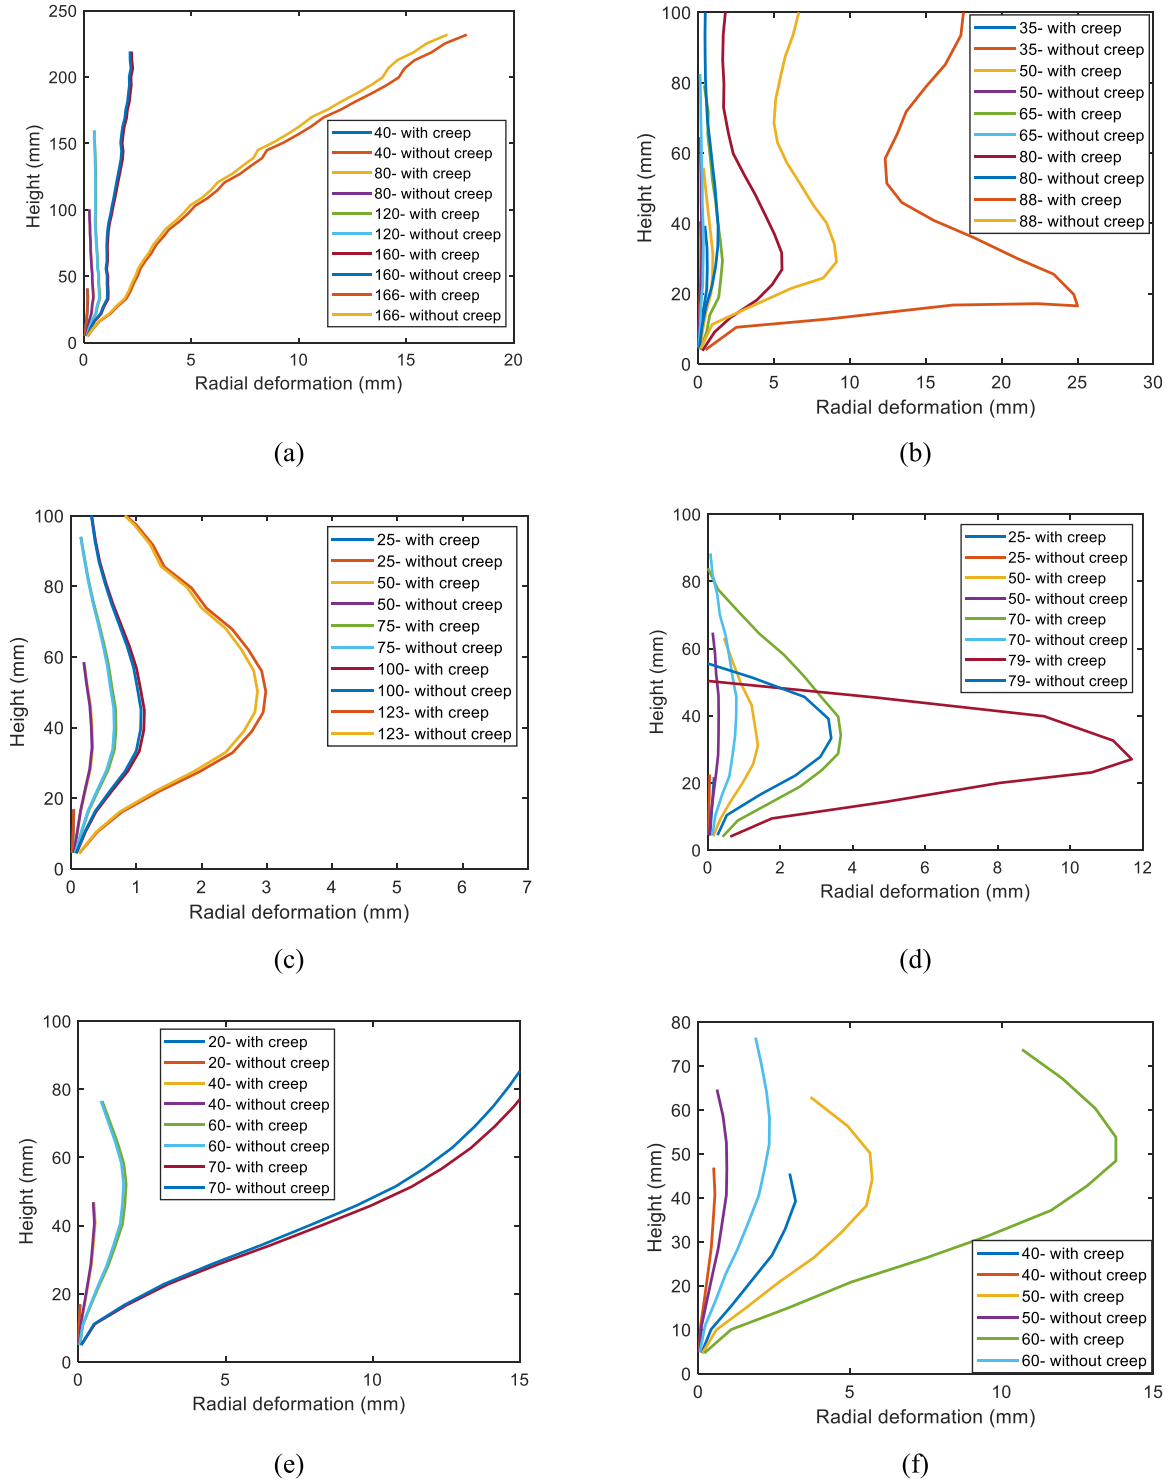 250
200
150
100
50
0
Height (mm)
0 5 10 15 20
Radial deformation (mm)
40- with creep
40- without creep
80- with creep
80- without creep
120- with creep
120- without creep
160- with creep
160- without creep
166- with creep
166- without creep
(a)
100
80
60
40
20
0
Height (mm)
0 5 10 15 20 25 30
Radial deformation (mm)
35- with creep
35- without creep
50- with creep
50- without creep
65- with creep
65- without creep
80- with creep
80- without creep
88- with creep
88- without creep
(b)
100
80
60
40
20
0
Height (mm)
0 1 2 3 4 5 6 7
Radial deformation (mm)
25- with creep
25- without creep
50- with creep
50- without creep
75- with creep
75- without creep
100- with creep
100- without creep
123- with creep
123- without creep
(c)
100
80
60
40
20
0
Height (mm)
0 2 4 6 8 10 12
Radial deformation (mm)
25- with creep
25- without creep
50- with creep
50- without creep
70- with creep
70- without creep
79- with creep
79- without creep
(d)
100
80
60
40
20
0
Height (mm)
0 5 10 15
Radial deformation (mm)
20- with creep
20- without creep
40- with creep
40- without creep
60- with creep
60- without creep
70- with creep
70- without creep
(e)
80
70
60
50
40
30
20
10
0
Height (mm)
0 5 10 15
Radial deformation (mm)
40- with creep
40- without creep
50- with creep
50- without creep
60- with creep
60- without creep
(f)